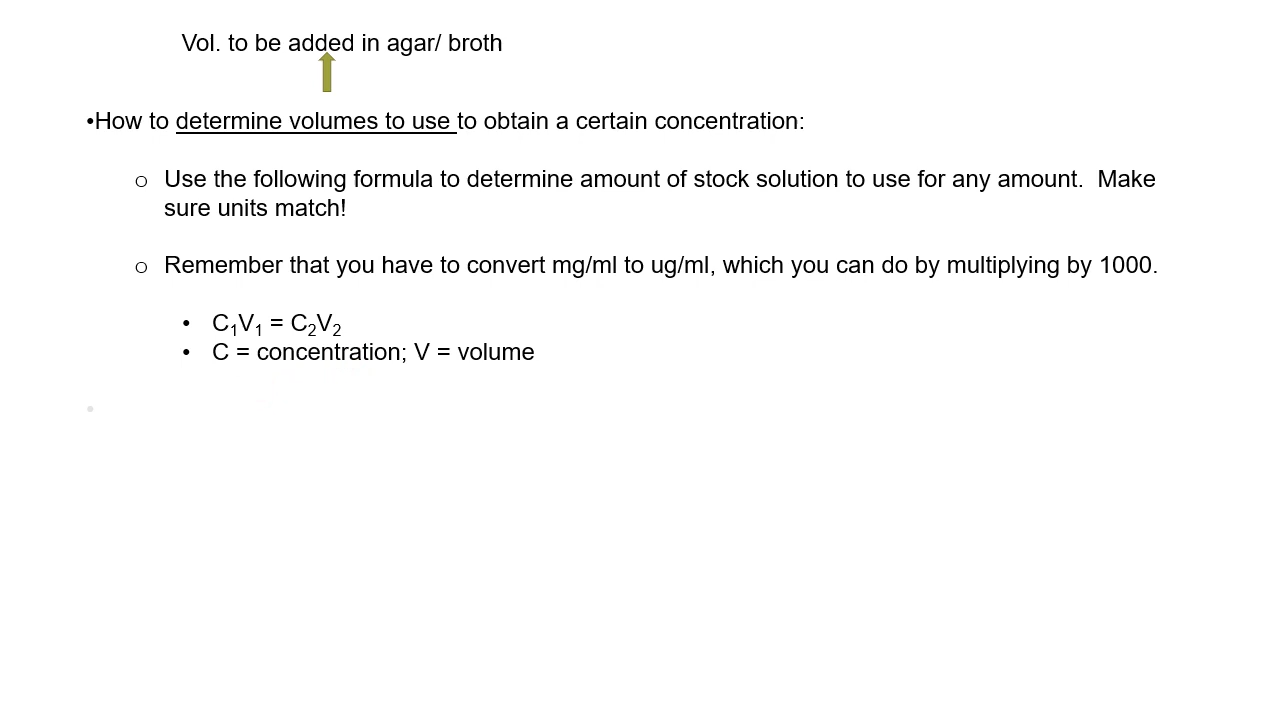 Vol. to be added in agar/ broth
•How to determine volumes to use to obtain a certain concentration:
o Use the following formula to determine amount of stock solution to use for any amount.  Make
sure units match!
o Remember that you have to convert mg/ml to ug/ml, which you can do by multiplying by 1000.
• C₁V₁ = C₂V₂
• C = concentration; V = volume
•